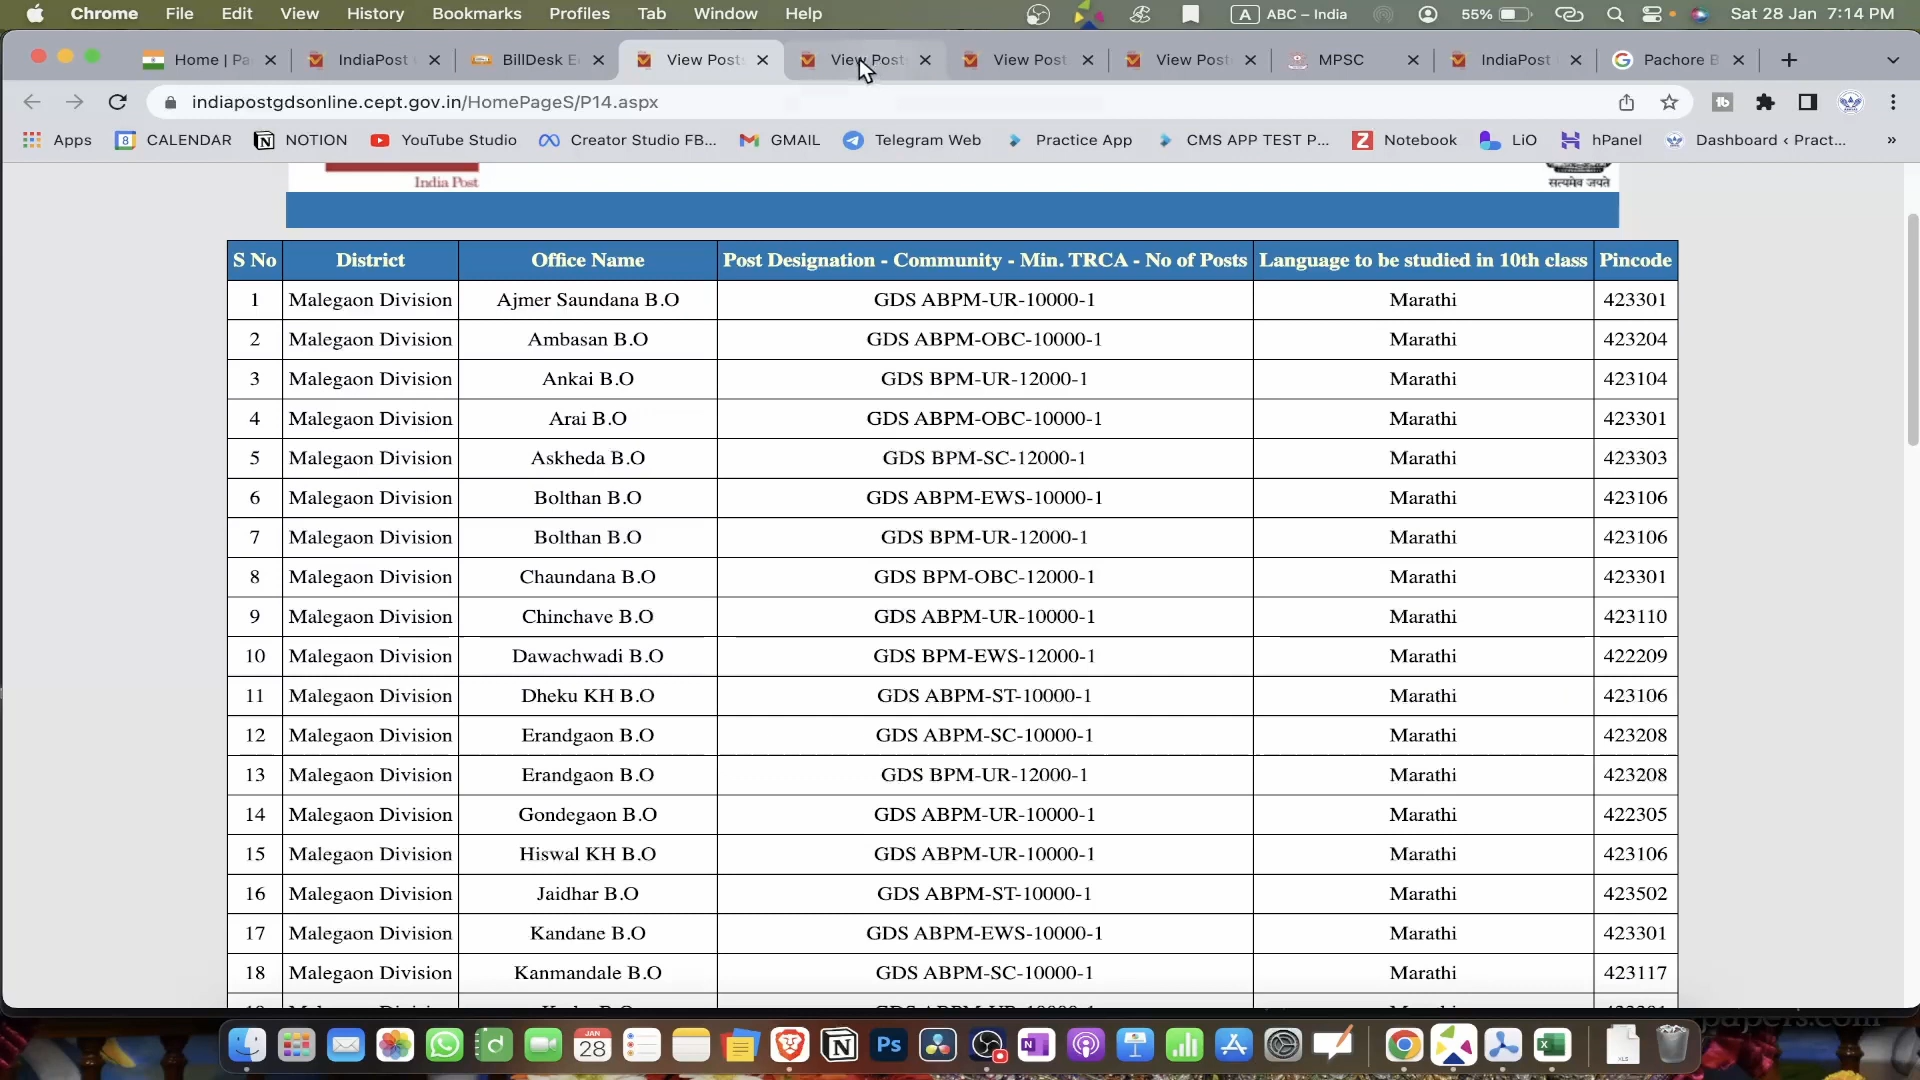 Chrome File Edit View History Bookmarks Profiles Tab Window Help A ABC – India 55% Sat 28 Jan 7:14 PM
Home | Pa IndiaPost BillDesk E View Posts View Post View Post View Post MPSC IndiaPost Pachore B
indiapostgdsonline.cept.gov.in/HomePageS/P14.aspx
Apps 8 CALENDAR NOTION YouTube Studio Creator Studio FB... GMAIL Telegram Web Practice App CMS APP TEST P... Notebook LiO hPanel Dashboard ‹ Pract... »
India Post सत्यमेव जयते
S No District Office Name Post Designation - Community - Min. TRCA - No of Posts Language to be studied in 10th class Pincode
1 Malegaon Division Ajmer Saundana B.O GDS ABPM-UR-10000-1 Marathi 423301
2 Malegaon Division Ambasan B.O GDS ABPM-OBC-10000-1 Marathi 423204
3 Malegaon Division Ankai B.O GDS BPM-UR-12000-1 Marathi 423104
4 Malegaon Division Arai B.O GDS ABPM-OBC-10000-1 Marathi 423301
5 Malegaon Division Askheda B.O GDS BPM-SC-12000-1 Marathi 423303
6 Malegaon Division Bolthan B.O GDS ABPM-EWS-10000-1 Marathi 423106
7 Malegaon Division Bolthan B.O GDS BPM-UR-12000-1 Marathi 423106
8 Malegaon Division Chaundana B.O GDS BPM-OBC-12000-1 Marathi 423301
9 Malegaon Division Chinchave B.O GDS ABPM-UR-10000-1 Marathi 423110
10 Malegaon Division Dawachwadi B.O GDS BPM-EWS-12000-1 Marathi 422209
11 Malegaon Division Dheku KH B.O GDS ABPM-ST-10000-1 Marathi 423106
12 Malegaon Division Erandgaon B.O GDS ABPM-SC-10000-1 Marathi 423208
13 Malegaon Division Erandgaon B.O GDS BPM-UR-12000-1 Marathi 423208
14 Malegaon Division Gondegaon B.O GDS ABPM-UR-10000-1 Marathi 422305
15 Malegaon Division Hiswal KH B.O GDS ABPM-UR-10000-1 Marathi 423106
16 Malegaon Division Jaidhar B.O GDS ABPM-ST-10000-1 Marathi 423502
17 Malegaon Division Kandane B.O GDS ABPM-EWS-10000-1 Marathi 423301
18 Malegaon Division Kanmandale B.O GDS ABPM-SC-10000-1 Marathi 423117
JAN
28 Ps XLS